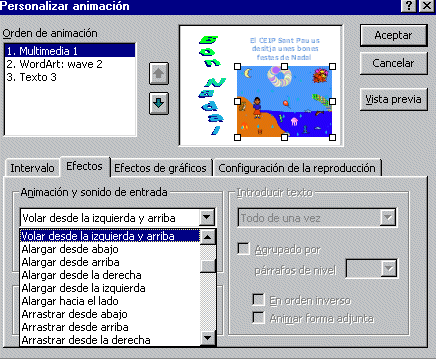 Personalizar animación
Orden de animación
1. Multimedia 1
2. WordArt: wave 2
3. Texto 3
Bon Nadal
El CEIP Sant Pau us
desitja unes bones
festes de Nadal
Aceptar
Cancelar
Vista previa
Intervalo
Efectos
Efectos de gráficos
Configuración de la reproducción
Animación y sonido de entrada
Volar desde la izquierda y arriba
Volar desde la izquierda y arriba
Alargar desde abajo
Alargar desde arriba
Alargar desde la derecha
Alargar desde la izquierda
Alargar hacia el lado
Arrastrar desde abajo
Arrastrar desde arriba
Arrastrar desde la derecha
Introducir texto
Todo de una vez
Agrupado por
párrafos de nivel
En orden inverso
Animar forma adjunta